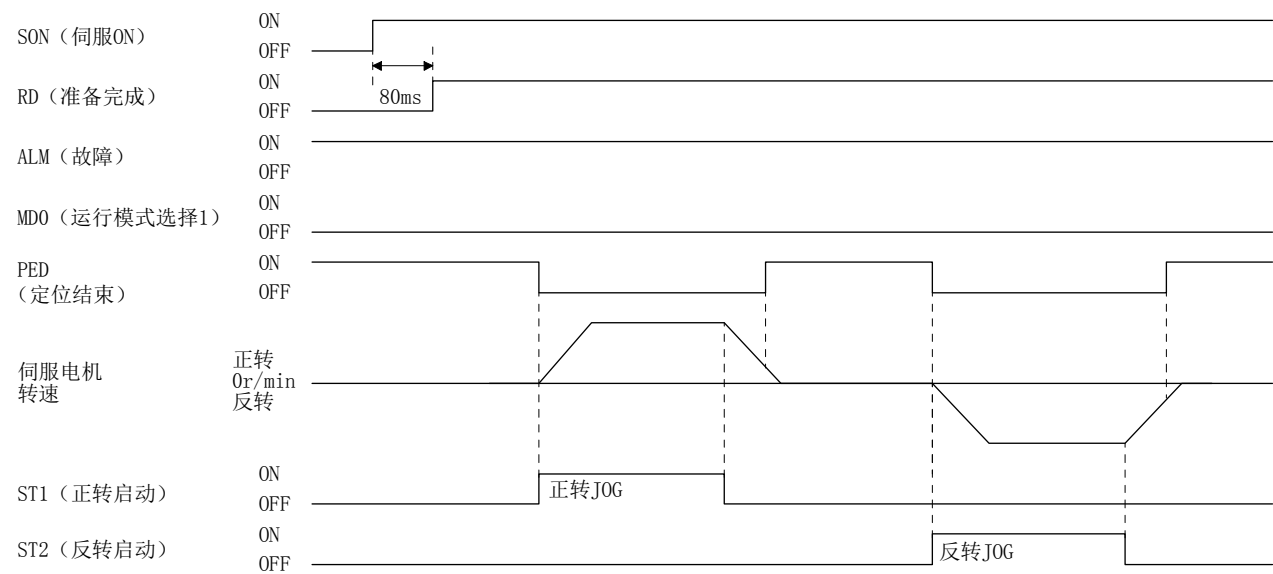 SON（伺服ON）
ON
OFF
RD（准备完成）
ON
OFF
80ms
ALM（故障）
ON
OFF
MD0（运行模式选择1）
ON
OFF
PED
（定位结束）
ON
OFF
伺服电机
转速
正转
0r/min
反转
ST1（正转启动）
ON
OFF
正转JOG
ST2（反转启动）
ON
OFF
反转JOG